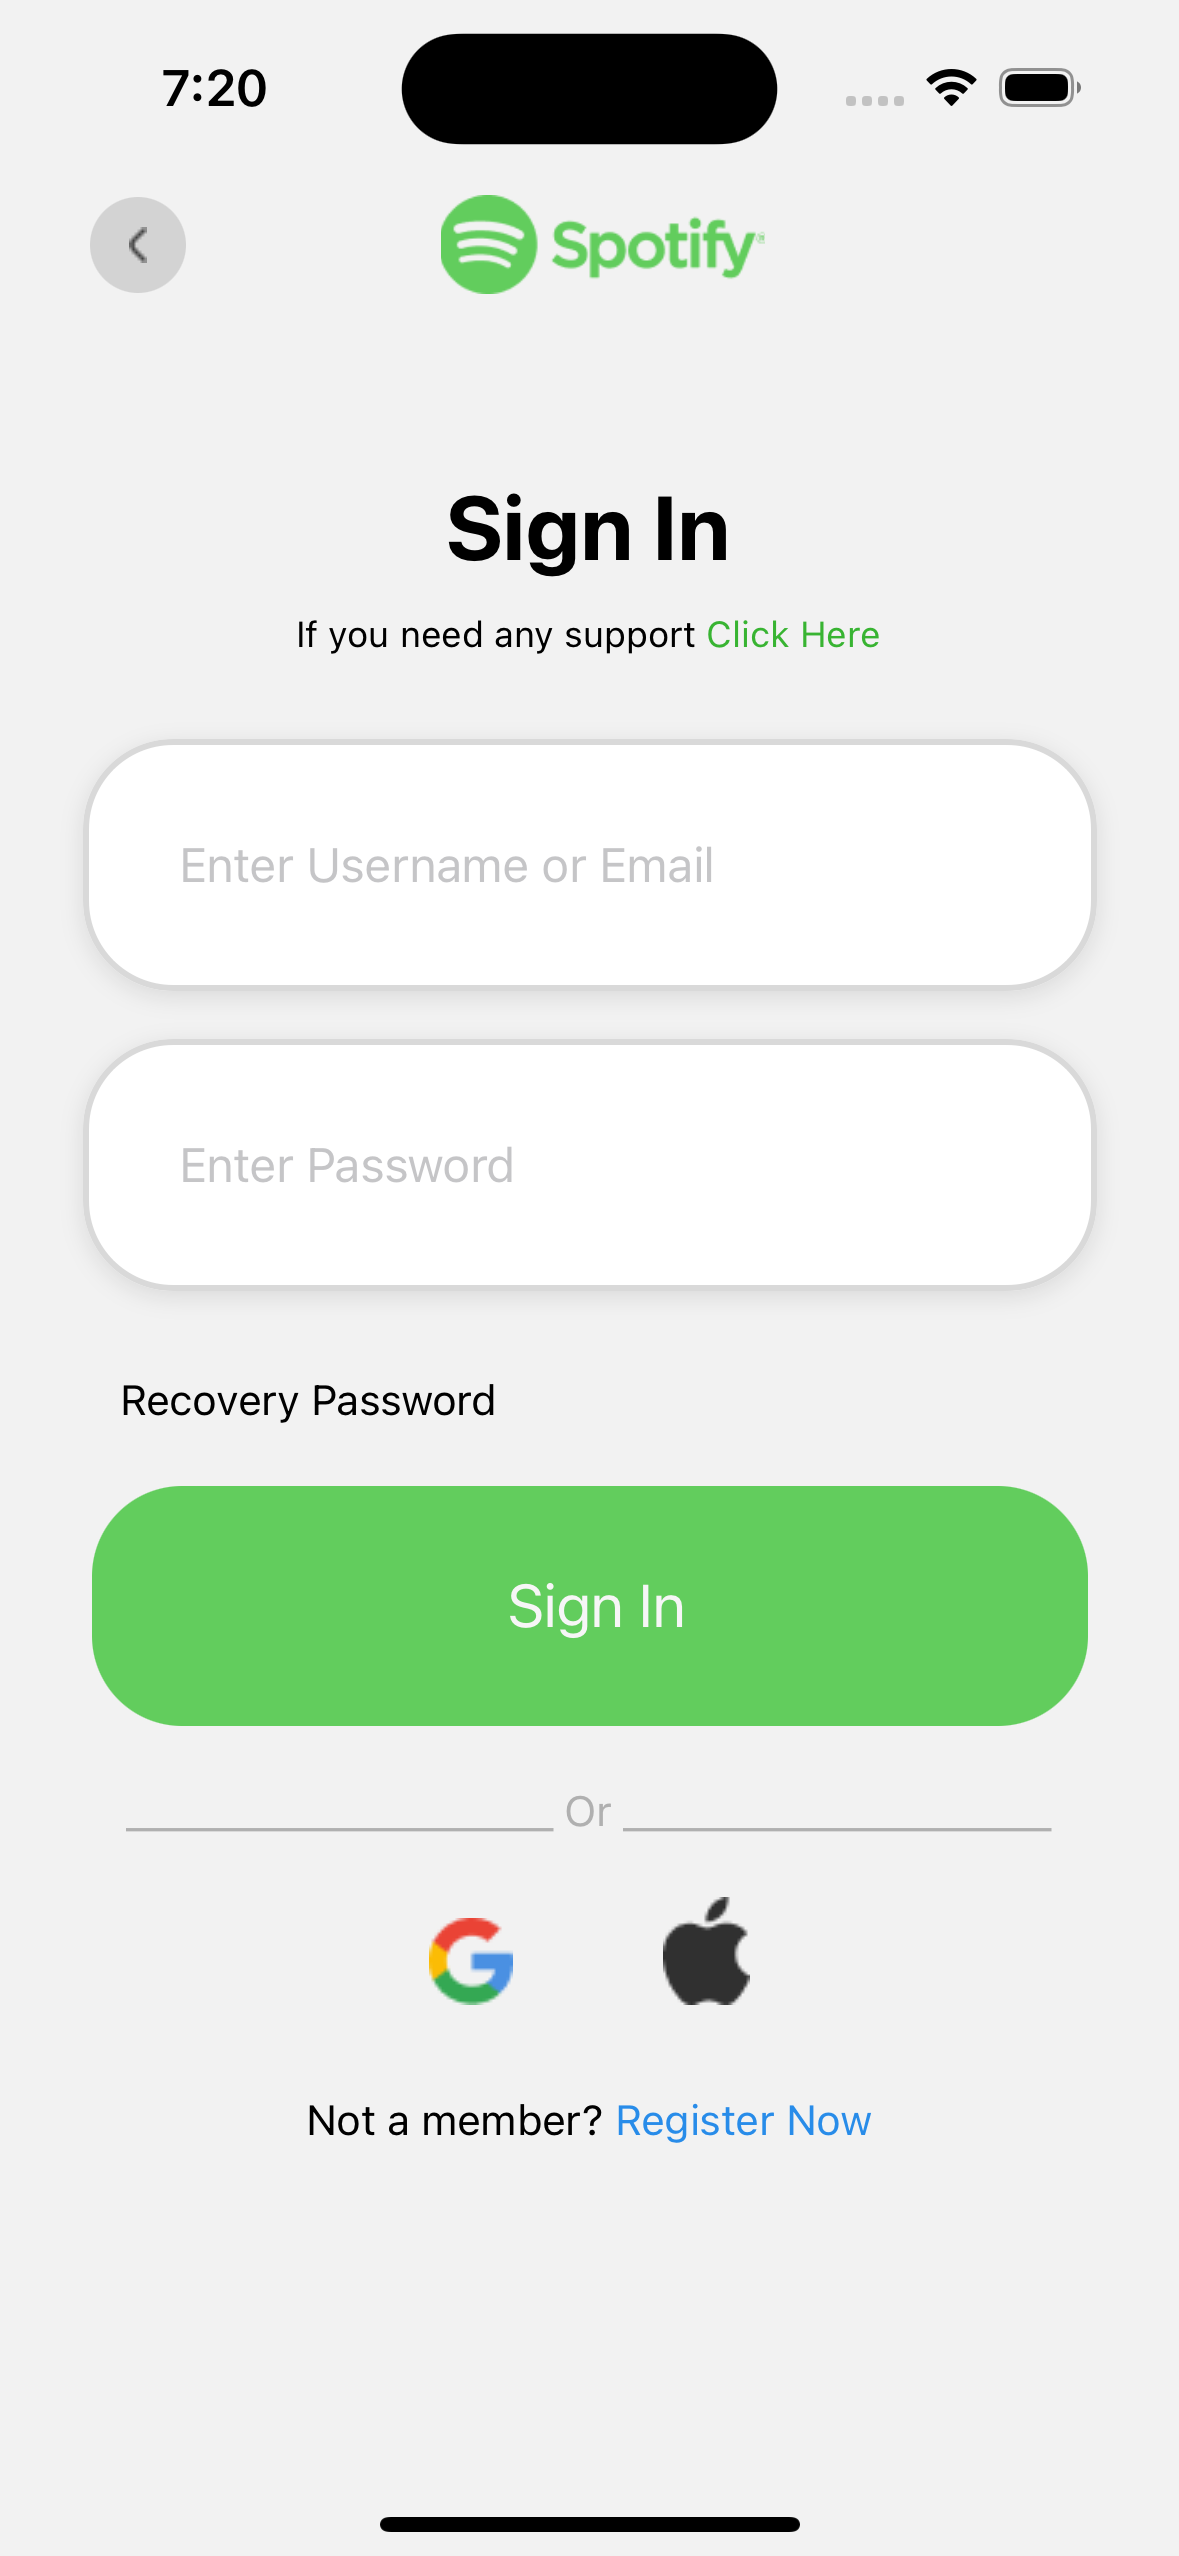 7:20
Spotify
Sign In
If you need any support Click Here
Enter Username or Email
Enter Password
Recovery Password
Sign In
Or
Not a member? Register Now